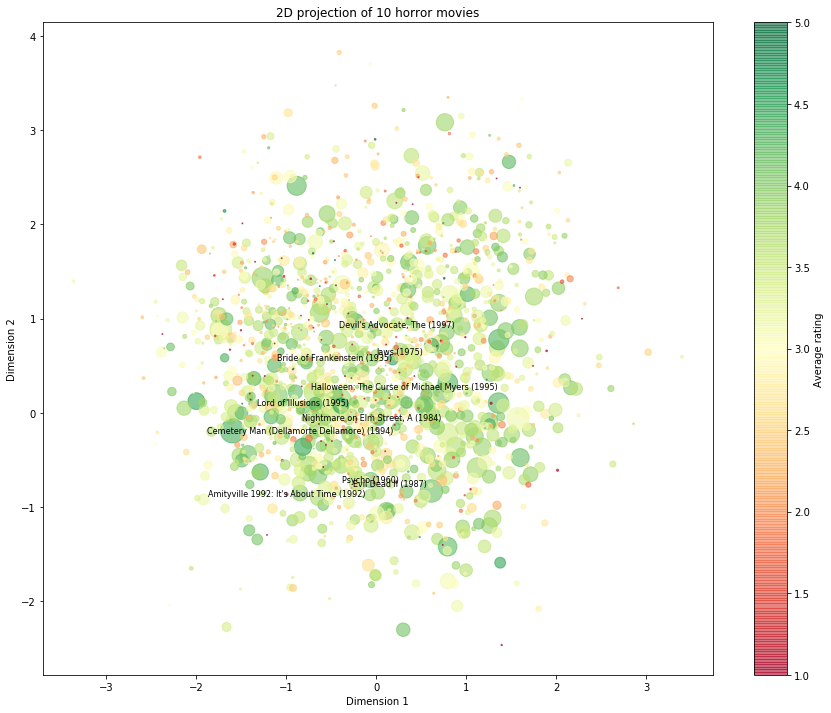 2D projection of 10 horror movies
4
3
2
1
0
−1
−2
Dimension 2
Devil's Advocate, The (1997)
Jaws (1975)
Bride of Frankenstein (1935)
Halloween: The Curse of Michael Myers (1995)
Lord of Illusions (1995)
Nightmare on Elm Street, A (1984)
Cemetery Man (Dellamorte Dellamore) (1994)
Psycho (1960)
Evil Dead II (1987)
Amityville 1992: It's About Time (1992)
−3
−2
−1
0
1
2
3
Dimension 1
5.0
4.5
4.0
3.5
3.0
2.5
2.0
1.5
1.0
Average rating